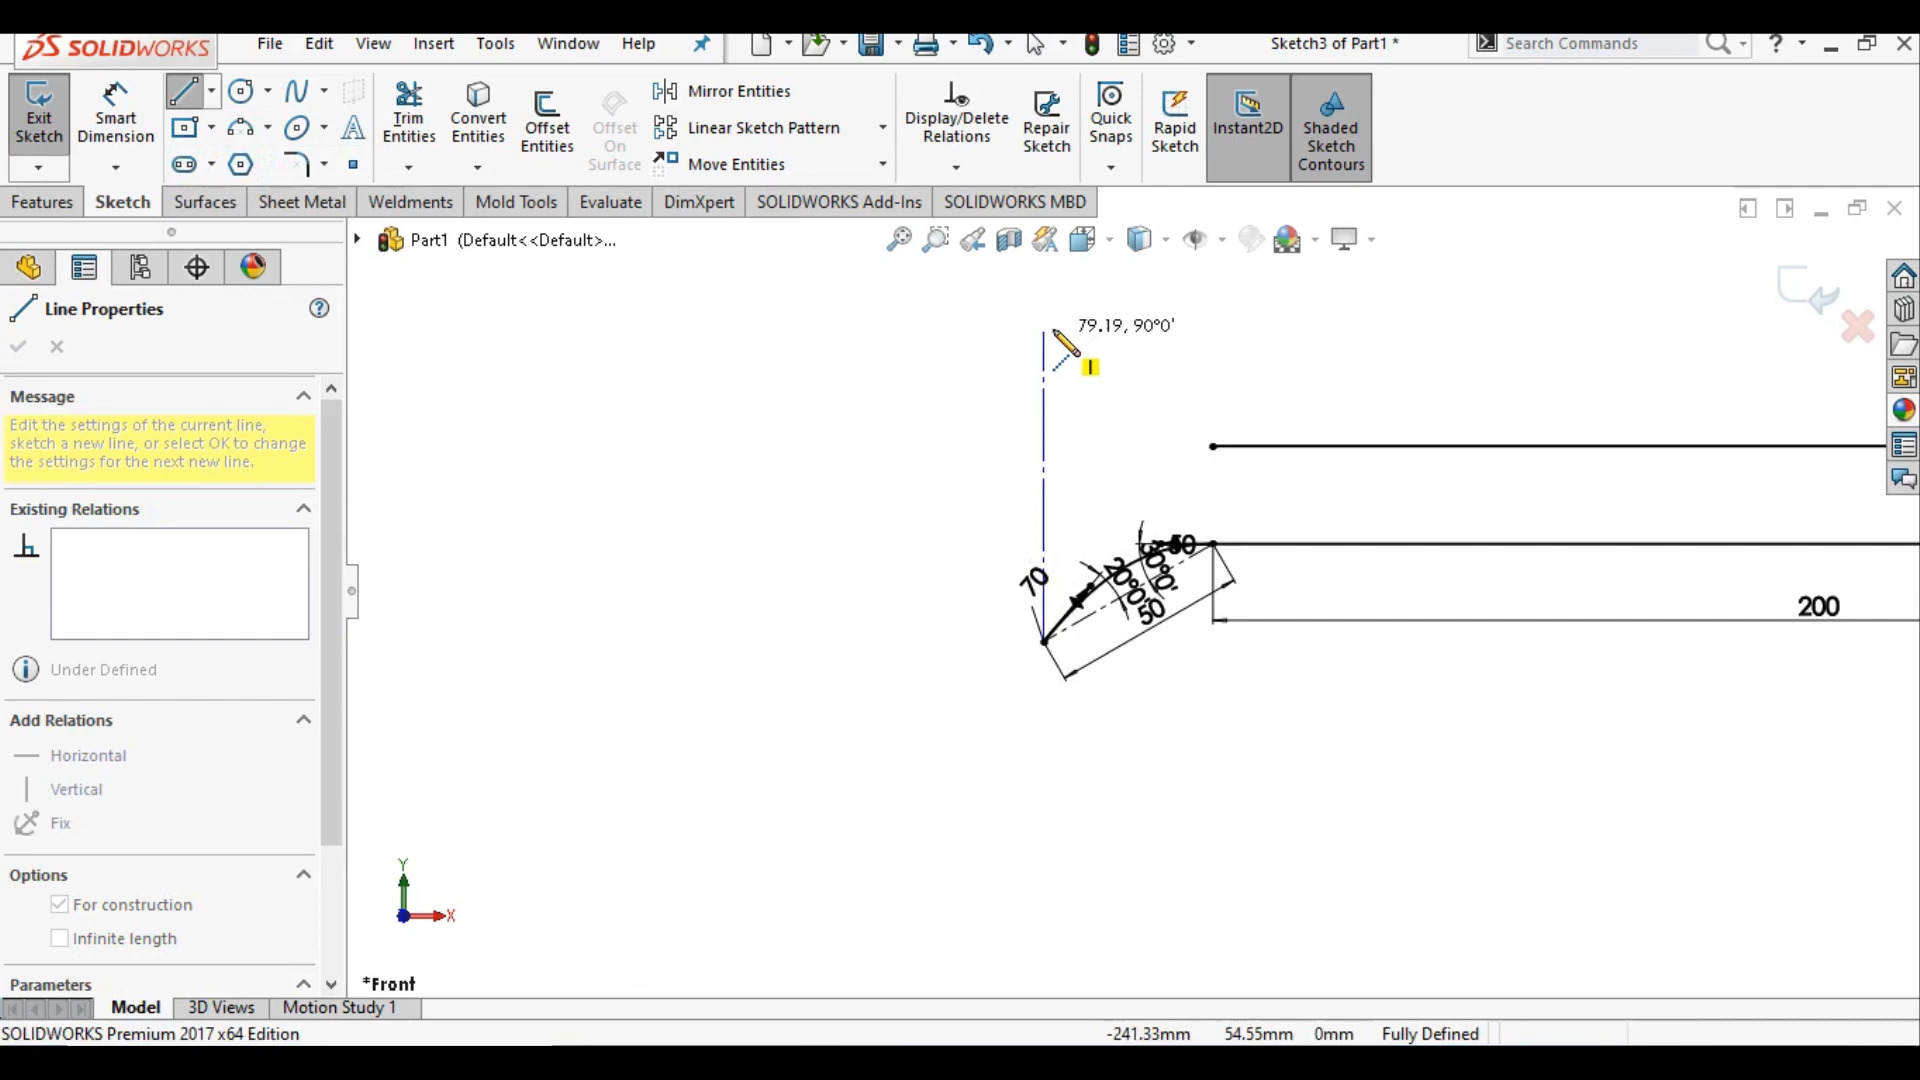 DS SOLIDWORKS
File Edit View Insert Tools Window Help
Sketch3 of Part1 *
Search Commands
?
Exit Sketch
Smart Dimension
Trim Entities
Convert Entities
Offset Entities
Offset On Surface
Mirror Entities
Linear Sketch Pattern
Move Entities
Display/Delete Relations
Repair Sketch
Quick Snaps
Rapid Sketch
Instant2D
Shaded Sketch Contours
Features Sketch Surfaces Sheet Metal Weldments Mold Tools Evaluate DimXpert SOLIDWORKS Add-Ins SOLIDWORKS MBD
Part1 (Default<<Default>...
Line Properties
?
Message
Edit the settings of the current line,
sketch a new line, or select OK to change
the settings for the next new line.
Existing Relations
Under Defined
Add Relations
Horizontal
Vertical
Fix
Options
For construction
Infinite length
Parameters
79.19, 90°0'
70
20°0'
50
200
Y
X
*Front
Model 3D Views Motion Study 1
SOLIDWORKS Premium 2017 x64 Edition
-241.33mm 54.55mm 0mm Fully Defined